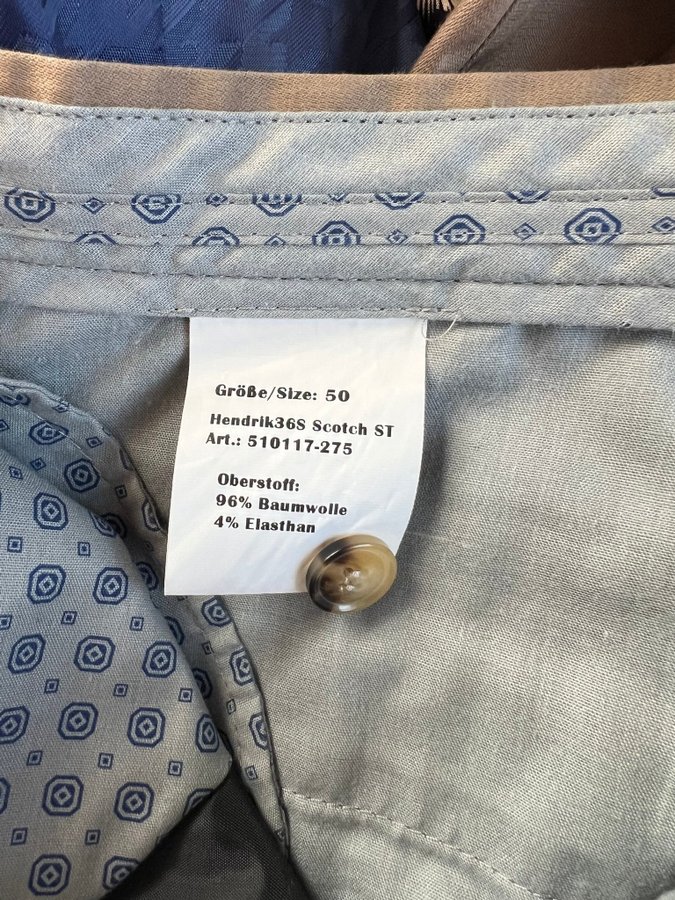 Größe/Size: 50
Hendrik36S Scotch ST
Art.: 510117-275
Oberstoff:
96% Baumwolle
4% Elasthan